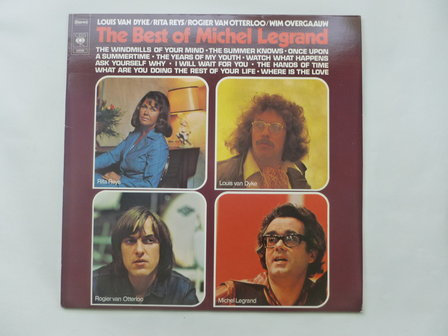 Stereo
LOUIS VAN DYKE/RITA REYS/ROGIER VAN OTTERLOO/WIM OVERGAAUW
The Best of Michel Legrand
CBS
THE WINDMILLS OF YOUR MIND • THE SUMMER KNOWS • ONCE UPON
A SUMMERTIME • THE YEARS OF MY YOUTH • WATCH WHAT HAPPENS
ASK YOURSELF WHY • I WILL WAIT FOR YOU • THE HANDS OF TIME
WHAT ARE YOU DOING THE REST OF YOUR LIFE • WHERE IS THE LOVE
Rita Reys
Louis van Dyke
Rogier van Otterloo
Michel Legrand